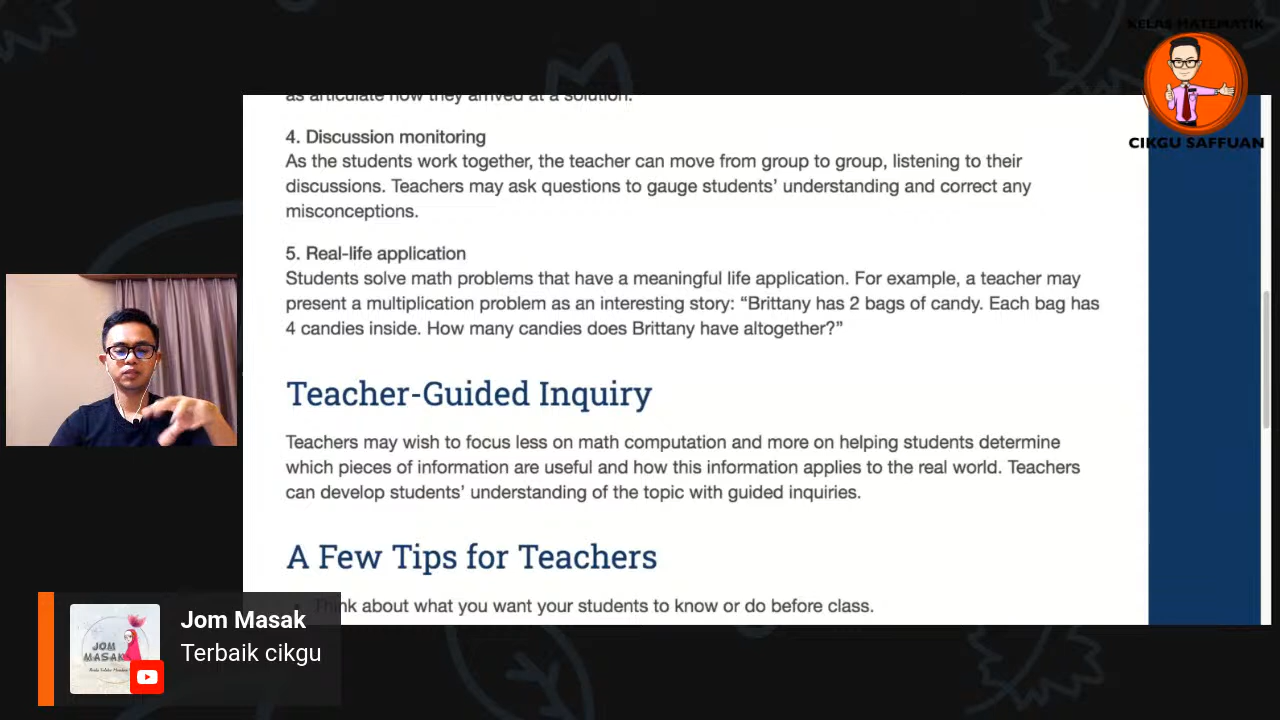 KELAS MATEMATIK
CIKGU SAFFUAN
as articulate how they arrived at a solution.
4. Discussion monitoring
As the students work together, the teacher can move from group to group, listening to their
discussions. Teachers may ask questions to gauge students’ understanding and correct any
misconceptions.
5. Real-life application
Students solve math problems that have a meaningful life application. For example, a teacher may
present a multiplication problem as an interesting story: “Brittany has 2 bags of candy. Each bag has
4 candies inside. How many candies does Brittany have altogether?”
Teacher-Guided Inquiry
Teachers may wish to focus less on math computation and more on helping students determine
which pieces of information are useful and how this information applies to the real world. Teachers
can develop students’ understanding of the topic with guided inquiries.
A Few Tips for Teachers
Think about what you want your students to know or do before class.
Jom Masak
Terbaik cikgu
JOM
MASAK